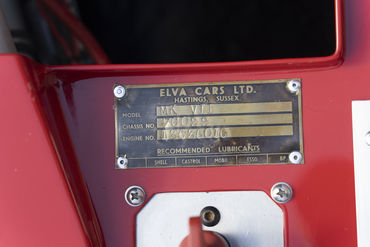 ELVA CARS LTD.
HASTINGS, SUSSEX.
MODEL MK VII
CHASSIS NO.
ENGINE NO.
RECOMMENDED LUBRICANTS
SHELL CASTROL MOBIL ESSO BP